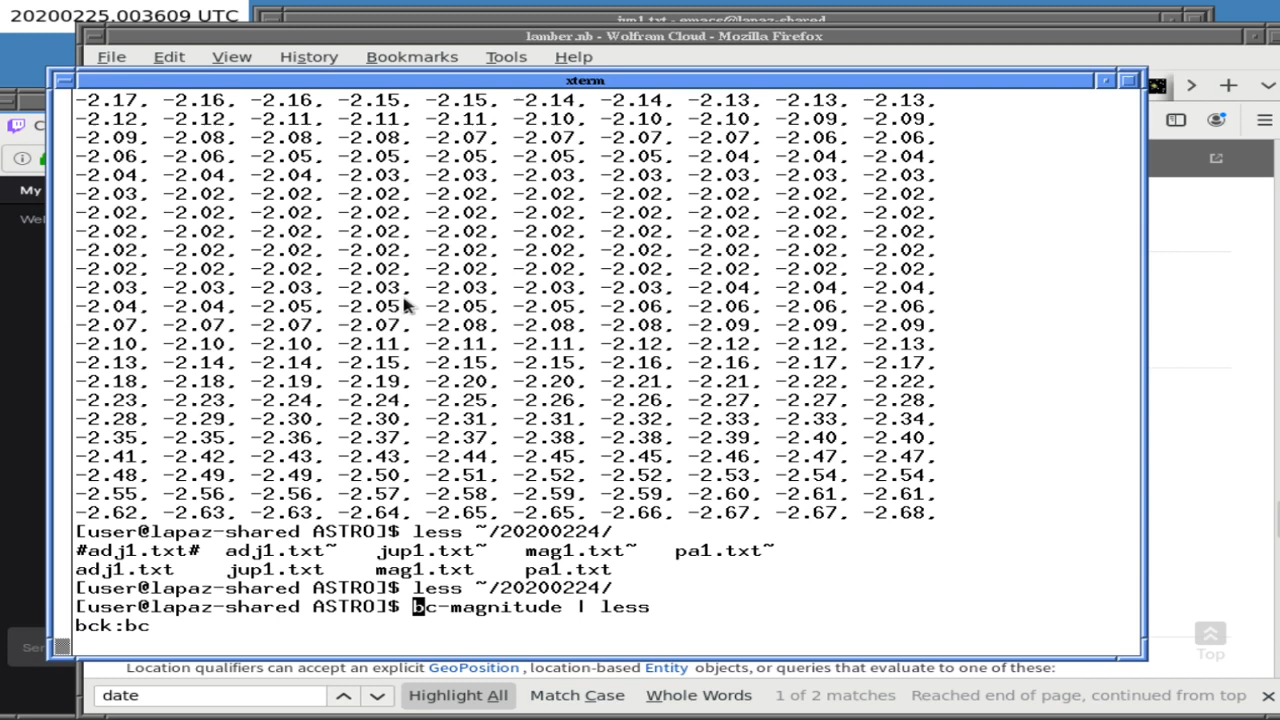 20200225.003609 UTC
jup1.txt - emacs@lapaz-shared
lamber.nb - Wolfram Cloud - Mozilla Firefox
File Edit View History Bookmarks Tools Help
xterm
-2.17, -2.16, -2.16, -2.15, -2.15, -2.14, -2.14, -2.13, -2.13, -2.13,
-2.12, -2.12, -2.11, -2.11, -2.11, -2.10, -2.10, -2.10, -2.09, -2.09,
-2.09, -2.08, -2.08, -2.08, -2.07, -2.07, -2.07, -2.07, -2.06, -2.06,
-2.06, -2.06, -2.05, -2.05, -2.05, -2.05, -2.05, -2.04, -2.04, -2.04,
-2.04, -2.04, -2.04, -2.03, -2.03, -2.03, -2.03, -2.03, -2.03, -2.03,
-2.03, -2.02, -2.02, -2.02, -2.02, -2.02, -2.02, -2.02, -2.02, -2.02,
-2.02, -2.02, -2.02, -2.02, -2.02, -2.02, -2.02, -2.02, -2.02, -2.02,
-2.02, -2.02, -2.02, -2.02, -2.02, -2.02, -2.02, -2.02, -2.02, -2.02,
-2.02, -2.02, -2.02, -2.02, -2.02, -2.02, -2.02, -2.02, -2.02, -2.02,
-2.02, -2.02, -2.02, -2.02, -2.02, -2.02, -2.02, -2.02, -2.02, -2.02,
-2.03, -2.03, -2.03, -2.03, -2.03, -2.03, -2.03, -2.04, -2.04, -2.04,
-2.04, -2.04, -2.05, -2.05, -2.05, -2.05, -2.06, -2.06, -2.06, -2.06,
-2.07, -2.07, -2.07, -2.07, -2.08, -2.08, -2.08, -2.09, -2.09, -2.09,
-2.10, -2.10, -2.10, -2.11, -2.11, -2.11, -2.12, -2.12, -2.12, -2.13,
-2.13, -2.14, -2.14, -2.15, -2.15, -2.15, -2.16, -2.16, -2.17, -2.17,
-2.18, -2.18, -2.19, -2.19, -2.20, -2.20, -2.21, -2.21, -2.22, -2.22,
-2.23, -2.23, -2.24, -2.24, -2.25, -2.26, -2.26, -2.27, -2.27, -2.28,
-2.28, -2.29, -2.30, -2.30, -2.31, -2.31, -2.32, -2.33, -2.33, -2.34,
-2.35, -2.35, -2.36, -2.37, -2.37, -2.38, -2.38, -2.39, -2.40, -2.40,
-2.41, -2.42, -2.43, -2.43, -2.44, -2.45, -2.45, -2.46, -2.47, -2.47,
-2.48, -2.49, -2.49, -2.50, -2.51, -2.52, -2.52, -2.53, -2.54, -2.54,
-2.55, -2.56, -2.56, -2.57, -2.58, -2.59, -2.59, -2.60, -2.61, -2.61,
-2.62, -2.63, -2.63, -2.64, -2.65, -2.65, -2.66, -2.67, -2.67, -2.68,
[user@lapaz-shared ASTRO]$ less ~/20200224/
#adj1.txt# adj1.txt~ jup1.txt~ mag1.txt~ pa1.txt~
adj1.txt jup1.txt mag1.txt pa1.txt
[user@lapaz-shared ASTRO]$ less ~/20200224/
[user@lapaz-shared ASTRO]$ bc-magnitude | less
bck:bc
My
Wel
Sen
Top
Location qualifiers can accept an explicit GeoPosition, location-based Entity objects, or queries that evaluate to one of these:
date Highlight All Match Case Whole Words 1 of 2 matches Reached end of page, continued from top